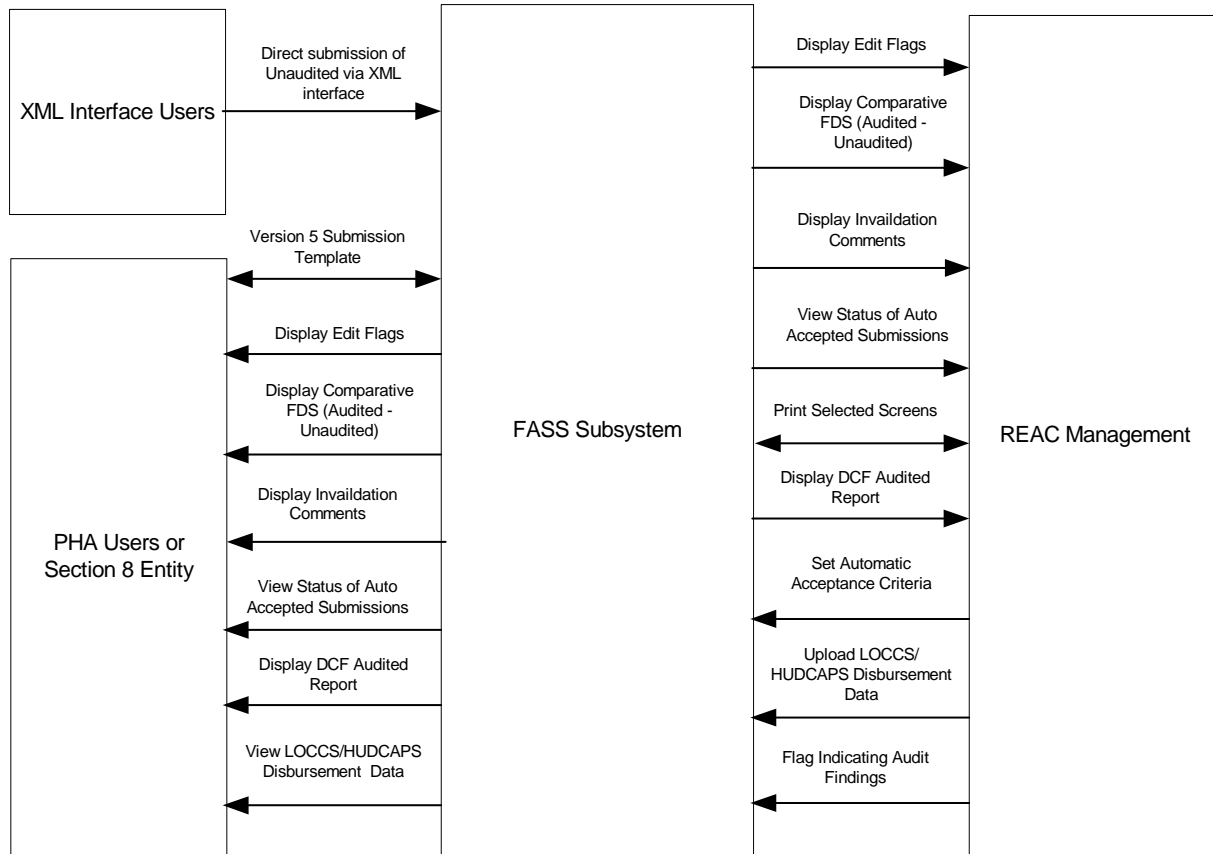 XML Interface Users
Direct submission of
Unaudited via XML
interface
Version 5 Submission
Template
PHA Users or
Section 8 Entity
Display Edit Flags
Display Comparative
FDS (Audited -
Unaudited)
Display Invaildation
Comments
View Status of Auto
Accepted Submissions
Display DCF Audited
Report
View LOCCS/HUDCAPS
Disbursement Data
FASS Subsystem
Display Edit Flags
Display Comparative
FDS (Audited -
Unaudited)
Display Invaildation
Comments
View Status of Auto
Accepted Submissions
Print Selected Screens
Display DCF Audited
Report
Set Automatic
Acceptance Criteria
Upload LOCCS/
HUDCAPS Disbursement
Data
Flag Indicating Audit
Findings
REAC Management